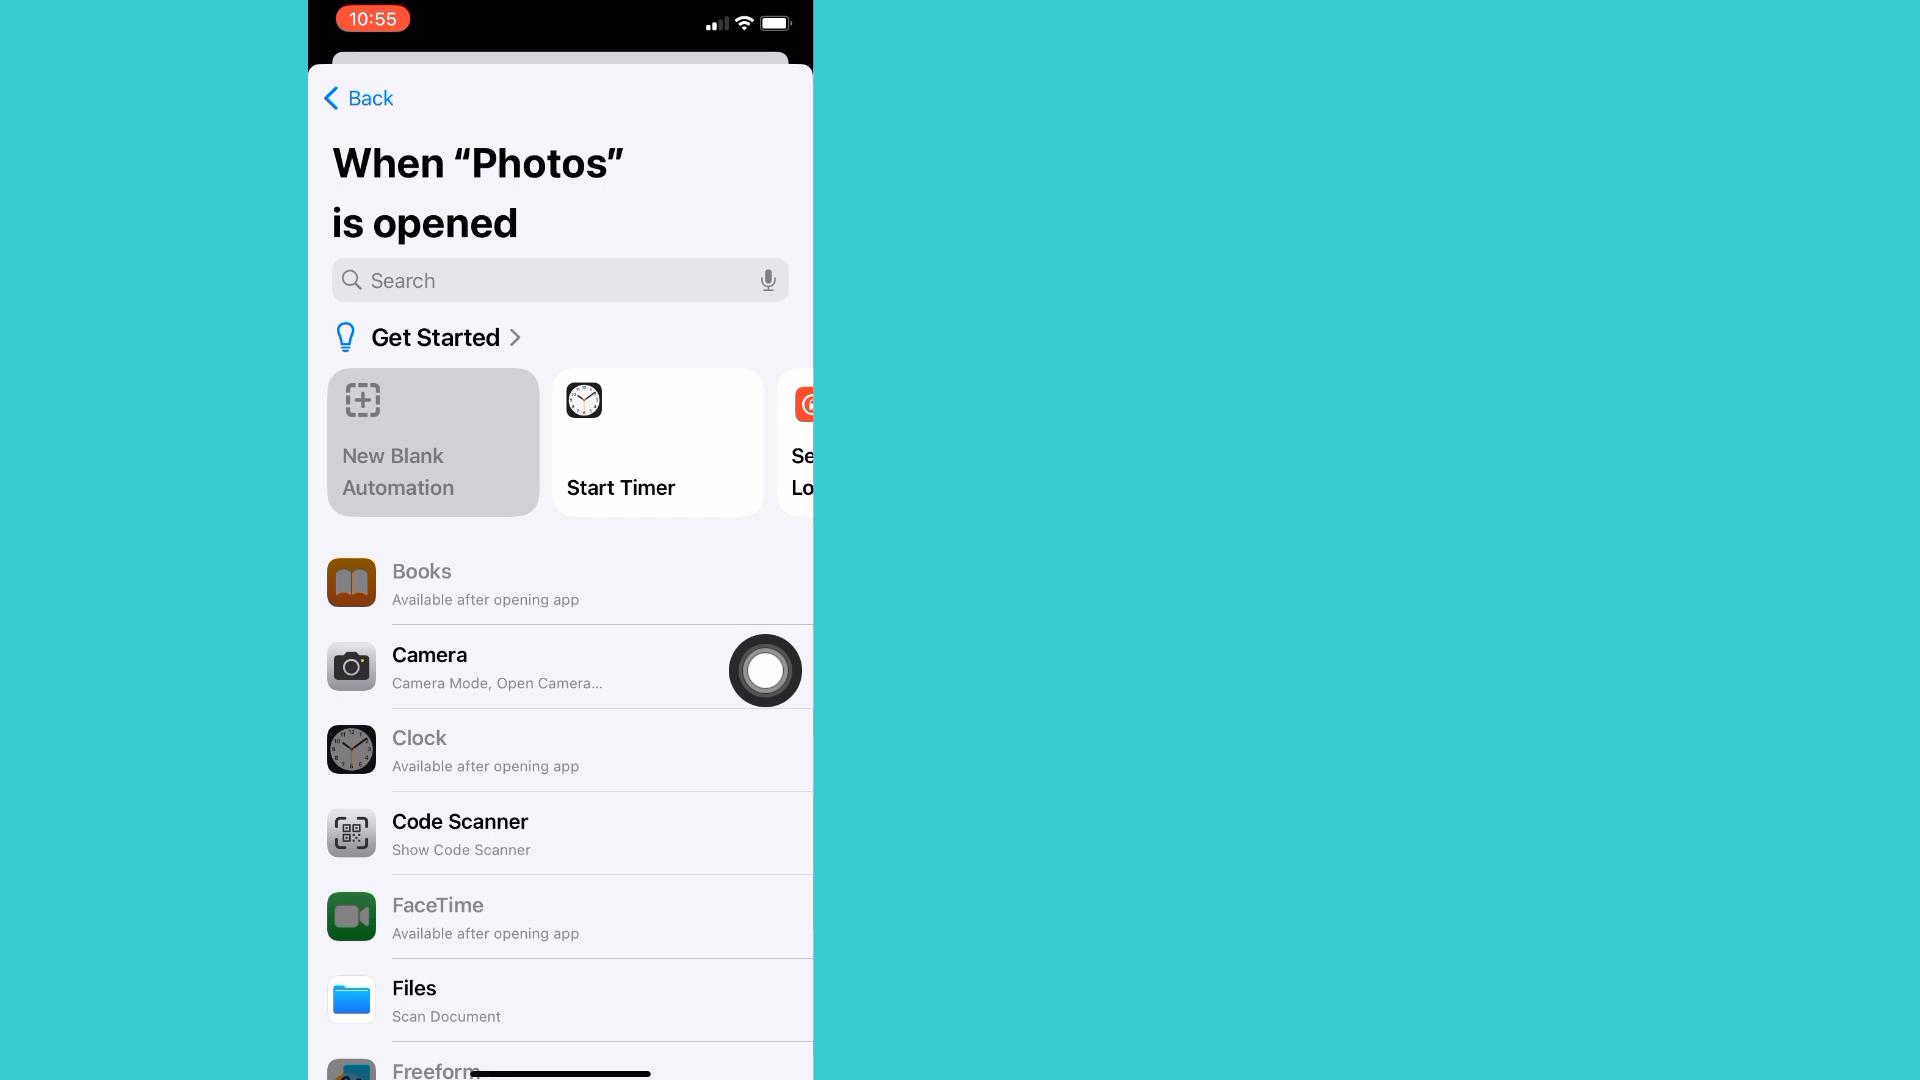 10:55
Back
When “Photos”
is opened
Search
Get Started
New Blank
Automation
Start Timer
Se
Lo
Books
Available after opening app
Camera
Camera Mode, Open Camera...
Clock
Available after opening app
Code Scanner
Show Code Scanner
FaceTime
Available after opening app
Files
Scan Document
Freeform